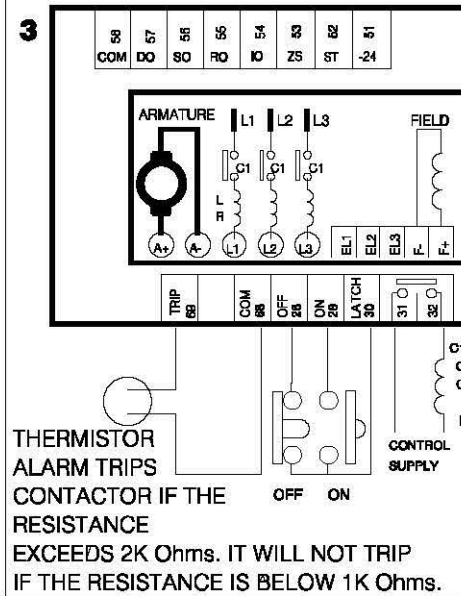 3
58 57 56 55 54 53 52 51
COM DO SO RO IO ZS ST -24
ARMATURE L1 L2 L3 FIELD
C1 C1 C1
L
R
A+ A- L1 L2 L3 EL1 EL2 EL3 F- F+
TRIP COM OFF ON LATCH
69 68 28 29 30 31 32
THERMISTOR
ALARM TRIPS
CONTACTOR IF THE
RESISTANCE
EXCEEDS 2K Ohms. IT WILL NOT TRIP
IF THE RESISTANCE IS BELOW 1K Ohms.
OFF ON
CONTROL
SUPPLY